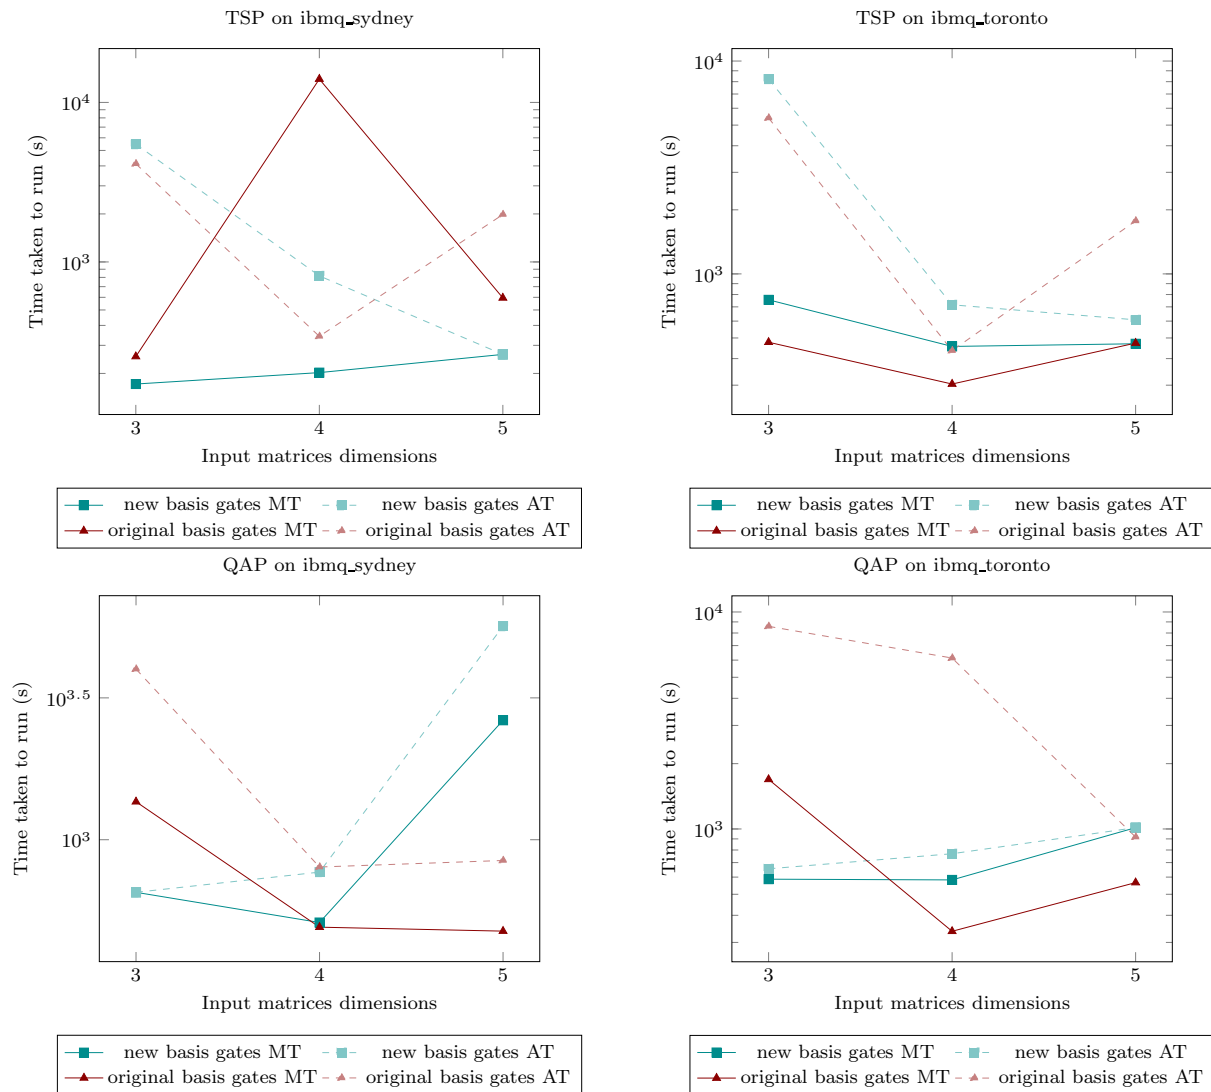 TSP on ibmq_sydney
10^4
10^3
Time taken to run (s)
3 4 5
Input matrices dimensions
new basis gates MT new basis gates AT
original basis gates MT original basis gates AT
TSP on ibmq_toronto
10^4
10^3
Time taken to run (s)
3 4 5
Input matrices dimensions
new basis gates MT new basis gates AT
original basis gates MT original basis gates AT
QAP on ibmq_sydney
10^3.5
10^3
Time taken to run (s)
3 4 5
Input matrices dimensions
new basis gates MT new basis gates AT
original basis gates MT original basis gates AT
QAP on ibmq_toronto
10^4
10^3
Time taken to run (s)
3 4 5
Input matrices dimensions
new basis gates MT new basis gates AT
original basis gates MT original basis gates AT